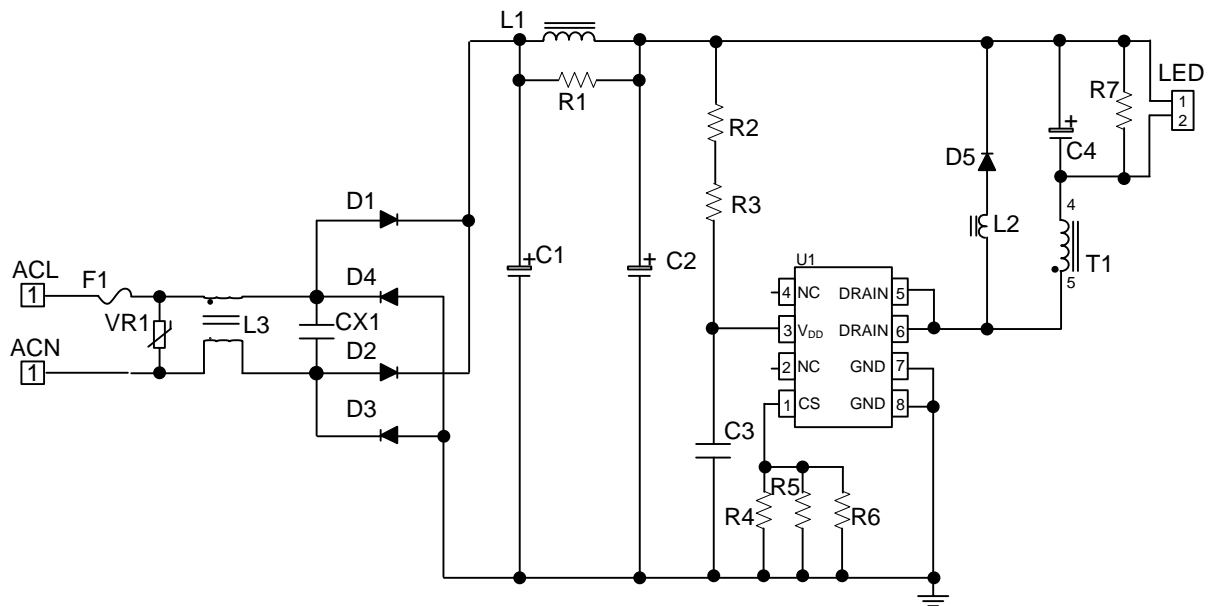 L1
LED
R1
R7
1
2
R2
+
C4
D5
R3
L2
4
T1
5
D1
+
C1
+
C2
U1
ACL
1
F1
D4
VR1
L3
CX1
ACN
1
D2
D3
4 NC DRAIN 5
3 VDD DRAIN 6
2 NC GND 7
1 CS GND 8
C3
R4
R5
R6